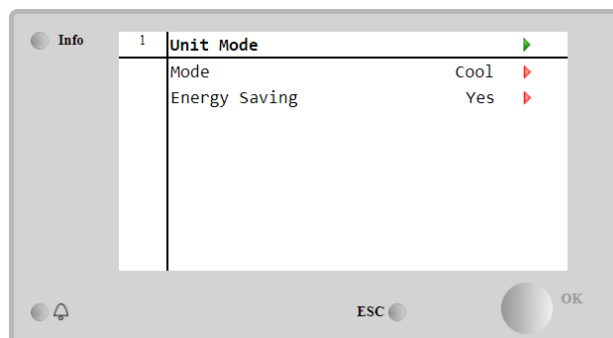 Info
1 Unit Mode
Mode Cool
Energy Saving Yes
ESC
OK